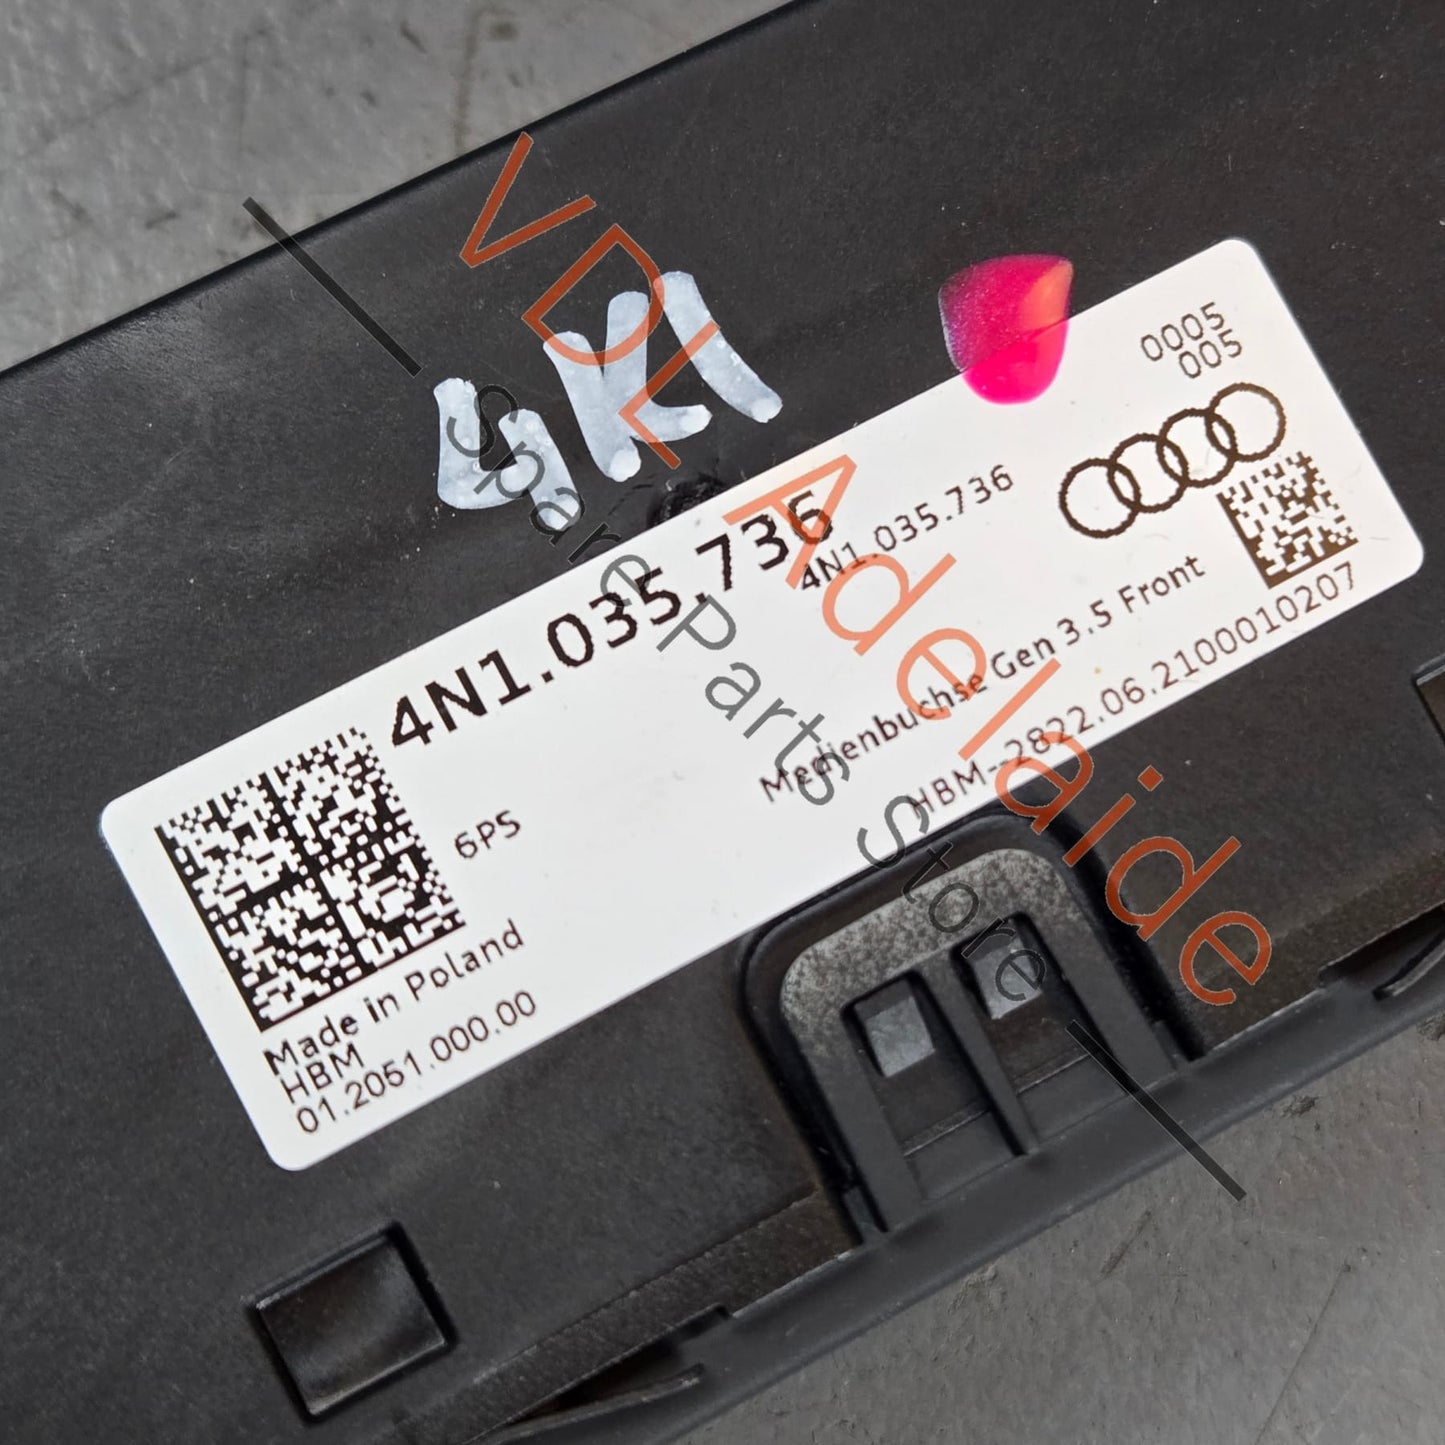 VDL Adelaide
Spare Parts Store
4K1
0005
005
4N1.035.736
4N1.035.736
Medienbuchse Gen 3.5 Front
HBM--2822.06.2100010207
6PS
Made in Poland
HBM
01.2051.000.00